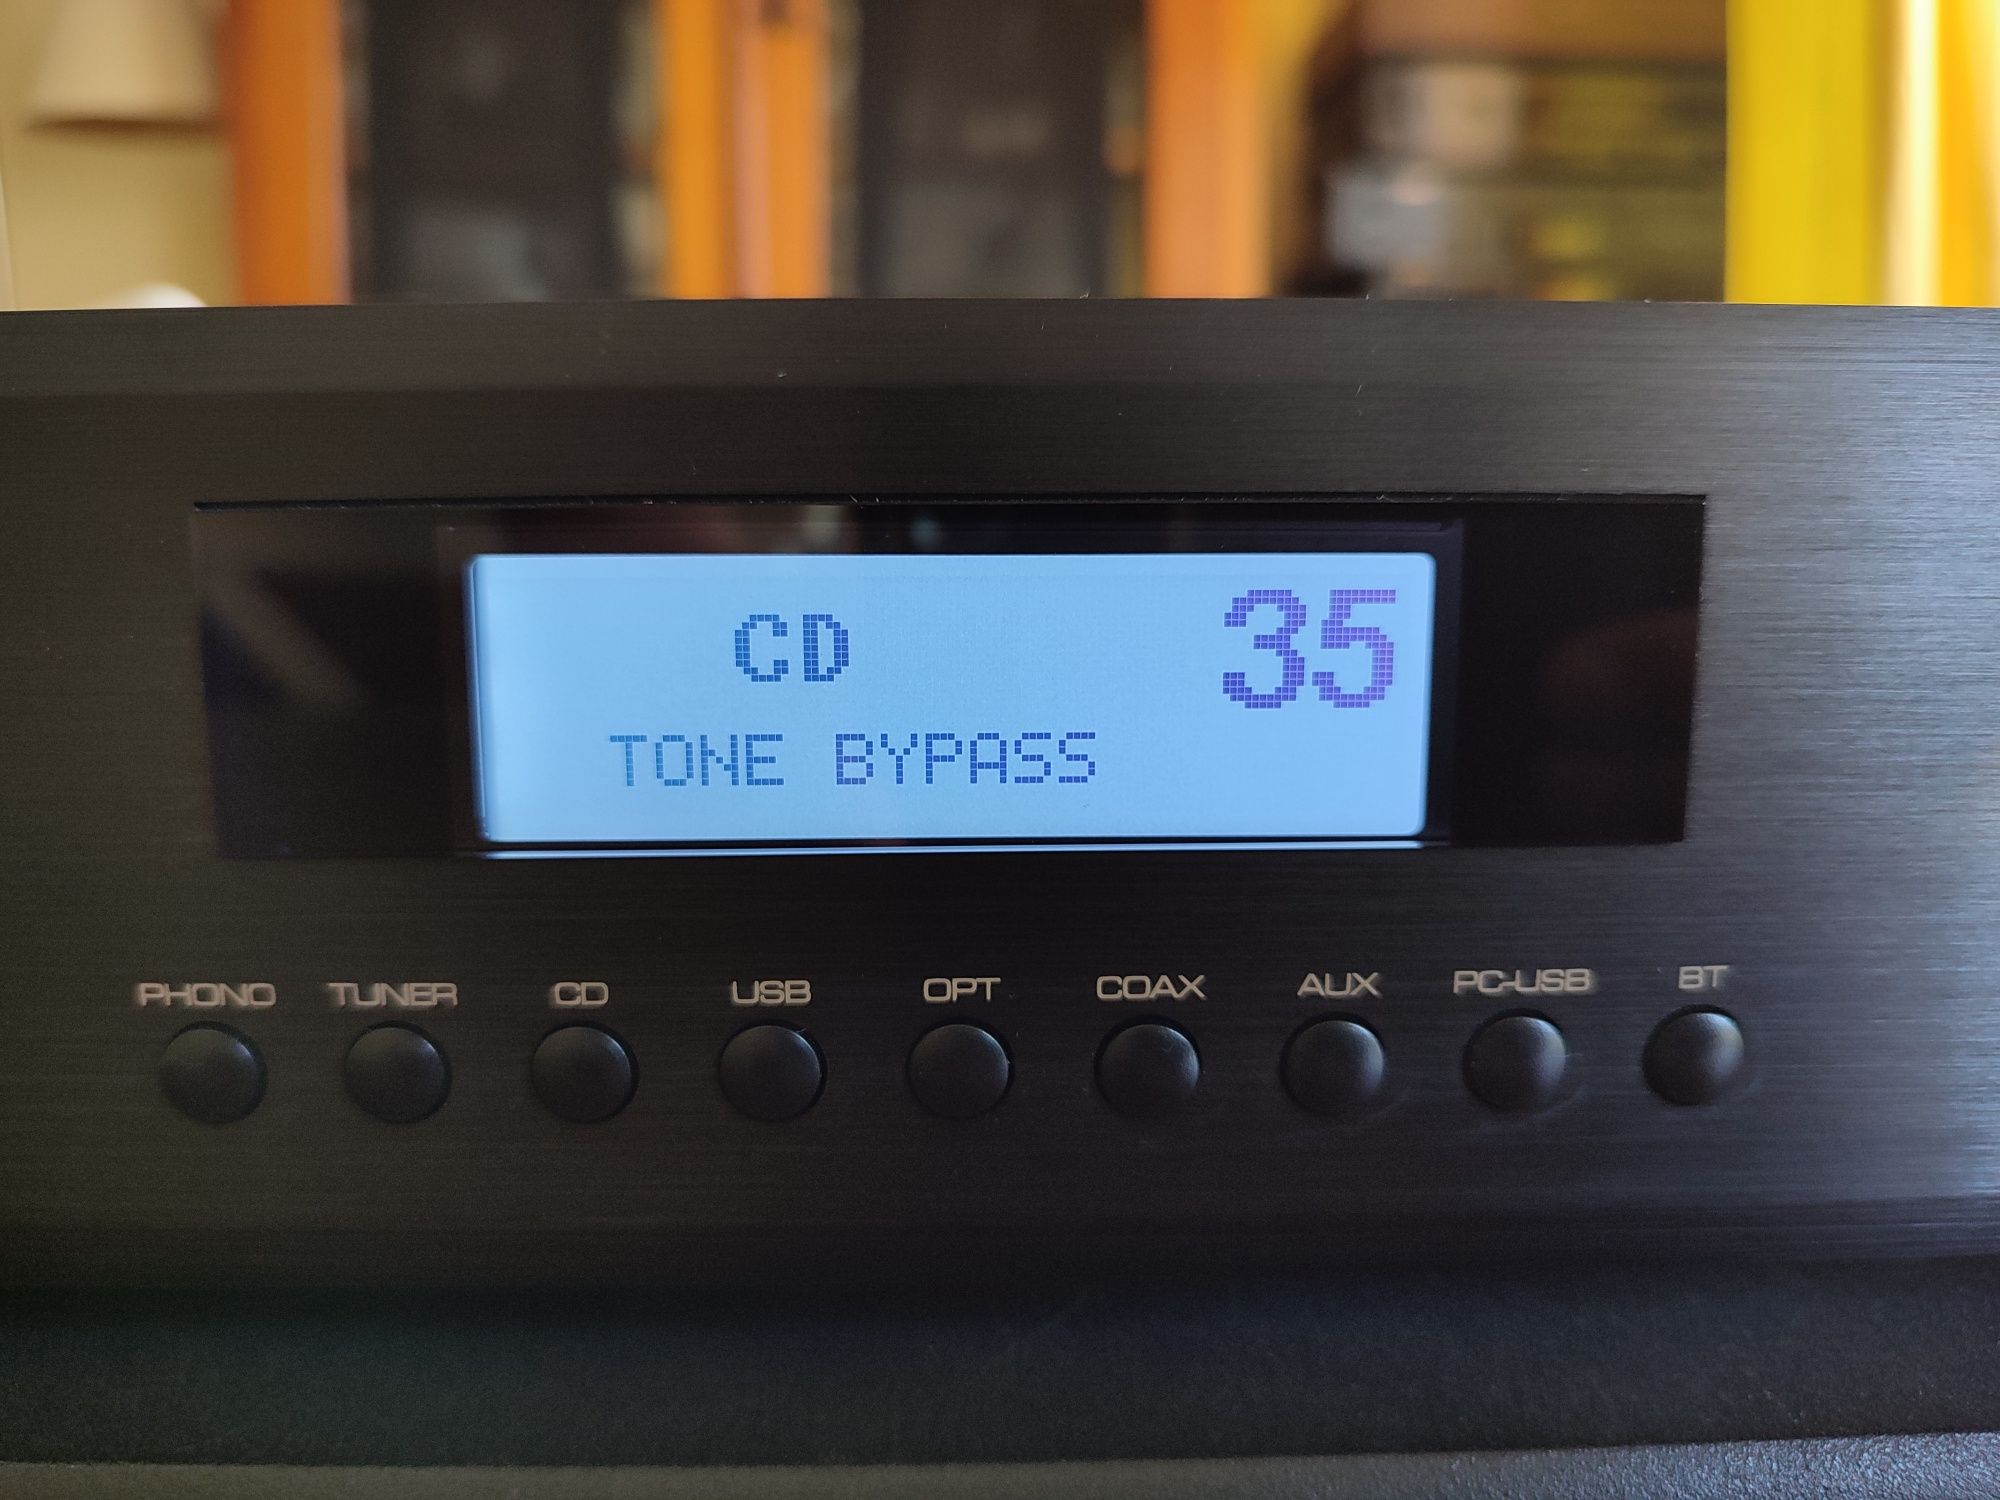 CD 35
TONE BYPASS
PHONO TUNER CD USB OPT COAX AUX PC-USB BT